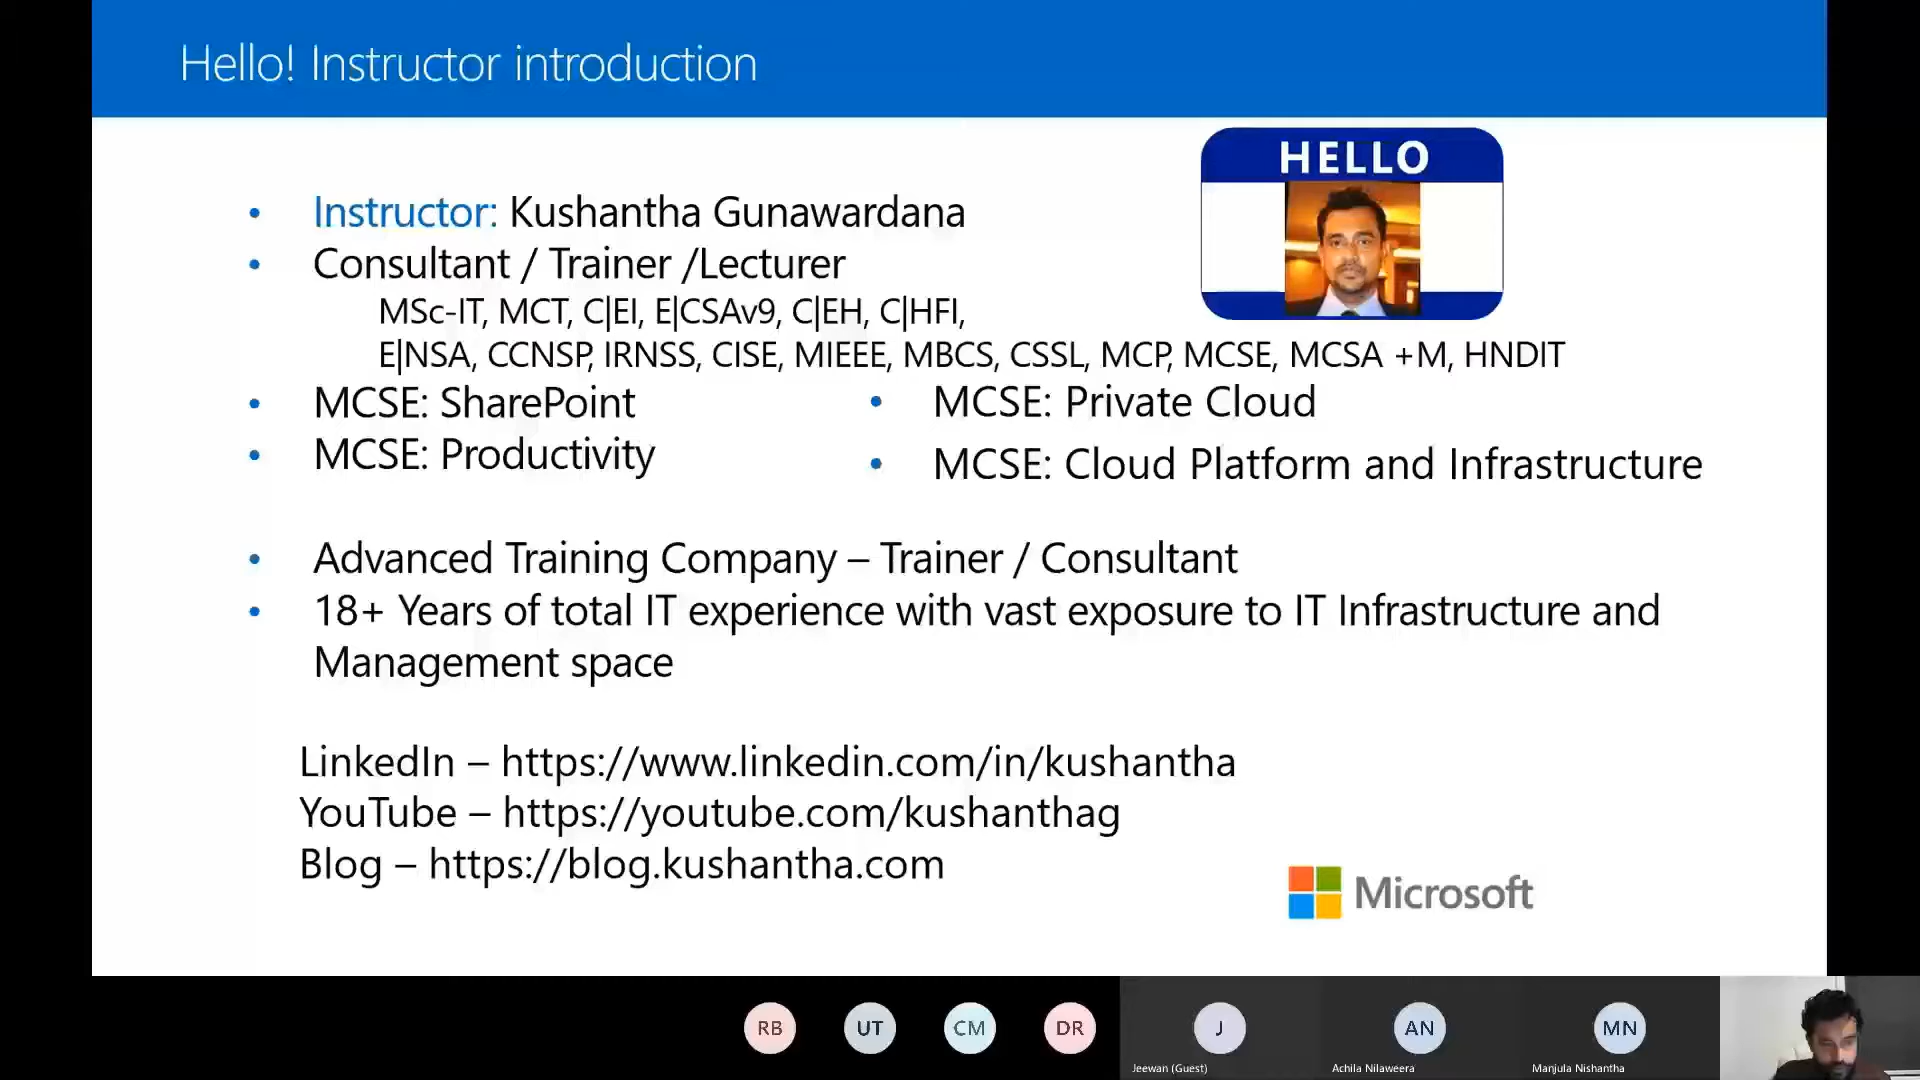 Hello! Instructor introduction
HELLO
• Instructor: Kushantha Gunawardana
• Consultant / Trainer /Lecturer
MSc-IT, MCT, C|EI, E|CSAv9, C|EH, C|HFI,
E|NSA, CCNSP, IRNSS, CISE, MIEEE, MBCS, CSSL, MCP, MCSE, MCSA +M, HNDIT
• MCSE: SharePoint
• MCSE: Productivity
• MCSE: Private Cloud
• MCSE: Cloud Platform and Infrastructure
• Advanced Training Company – Trainer / Consultant
• 18+ Years of total IT experience with vast exposure to IT Infrastructure and
Management space
LinkedIn – https://www.linkedin.com/in/kushantha
YouTube – https://youtube.com/kushanthag
Blog – https://blog.kushantha.com
Microsoft
RB
UT
CM
DR
J
AN
MN
Jeewan (Guest)
Achila Nilaweera
Manjula Nishantha